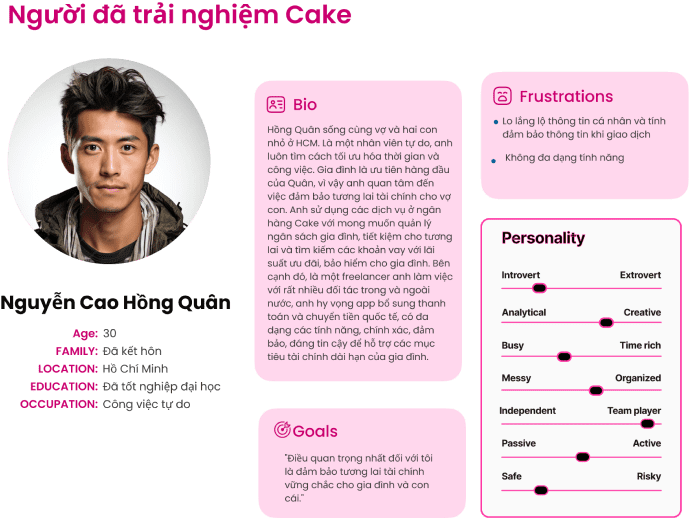 Người đã trải nghiệm Cake
Nguyễn Cao Hồng Quân
Age: 30
FAMILY: Đã kết hôn
LOCATION: Hồ Chí Minh
EDUCATION: Đã tốt nghiệp đại học
OCCUPATION: Công việc tự do
Bio
Hồng Quân sống cùng vợ và hai con
nhỏ ở HCM. Là một nhân viên tự do, anh
luôn tìm cách tối ưu hóa thời gian và
công việc. Gia đình là ưu tiên hàng đầu
của Quân, vì vậy anh quan tâm đến
việc đảm bảo tương lai tài chính cho vợ
con. Anh sử dụng các dịch vụ ở ngân
hàng Cake với mong muốn quản lý
ngân sách gia đình, tiết kiệm cho tương
lai và tìm kiếm các khoản vay với lãi
suất ưu đãi, bảo hiểm cho gia đình. Bên
cạnh đó, là một freelancer anh làm việc
với rất nhiều đối tác trong và ngoài
nước, anh hy vọng app bổ sung thanh
toán và chuyển tiền quốc tế, có đa
dạng các tính năng, chính xác, đảm
bảo, đáng tin cậy để hỗ trợ các mục
tiêu tài chính dài hạn của gia đình.
Goals
"Điều quan trọng nhất đối với tôi
là đảm bảo tương lai tài chính
vững chắc cho gia đình và con
cái."
Frustrations
Lo lắng lộ thông tin cá nhân và tính
đảm bảo thông tin khi giao dịch
Không đa dạng tính năng
Personality
Introvert Extrovert
Analytical Creative
Busy Time rich
Messy Organized
Independent Team player
Passive Active
Safe Risky